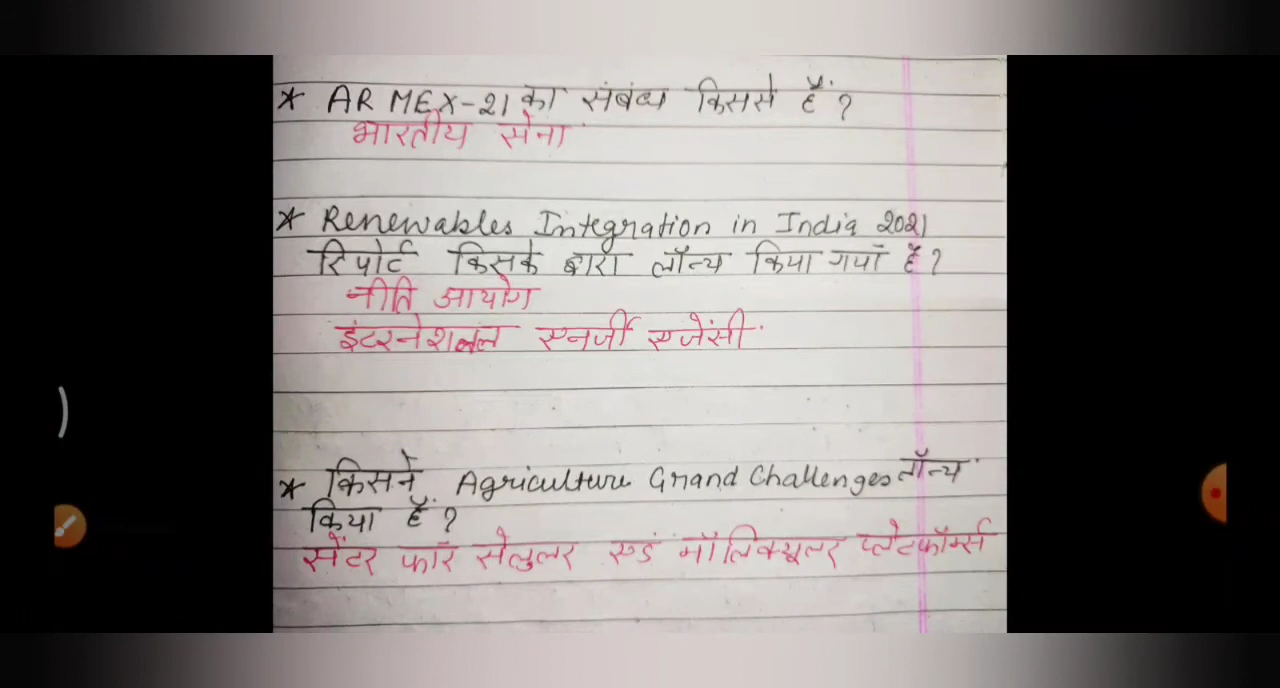 * ARMEX-21 का संबंध किससे हैं ?
भारतीय सेना
* Renewables Integration in India 2021
रिपोर्ट किसके द्वारा लॉन्च किया गया हैं ?
नीति आयोग
इंटरनेशनल एनर्जी एजेंसी
* किसने Agriculture Grand Challenges लॉन्च
किया हैं ?
सेंटर फॉर सेलुलर एडं मॉलिक्यूलर प्लेटफॉर्म्स